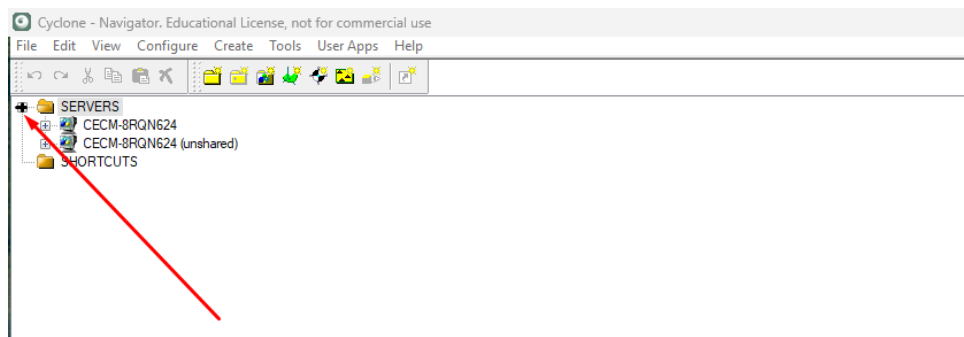 Cyclone - Navigator. Educational License, not for commercial use
File Edit View Configure Create Tools User Apps Help
SERVERS
CECM-8RQN624
CECM-8RQN624 (unshared)
SHORTCUTS